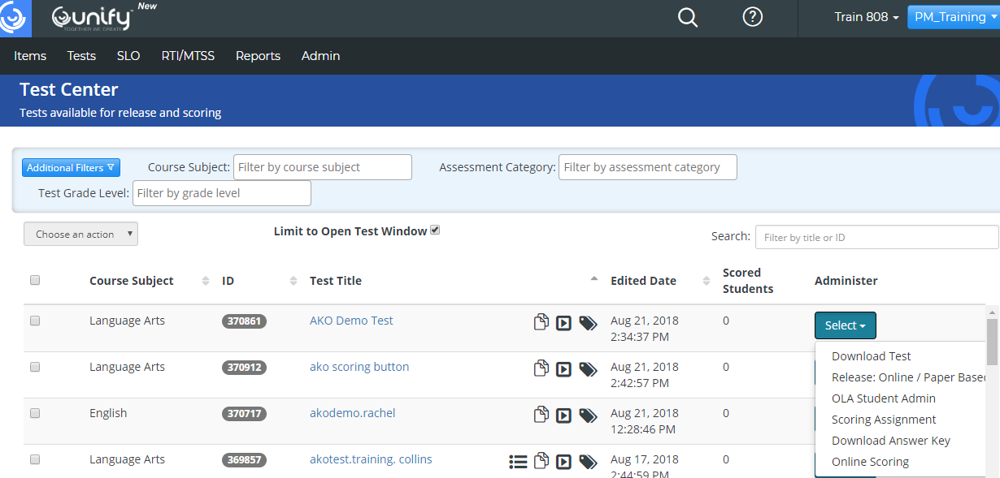 unify™ New
TOGETHER WE CREATE
Train 808
PM_Training
Items Tests SLO RTI/MTSS Reports Admin
Test Center
Tests available for release and scoring
Additional Filters Course Subject: Filter by course subject Assessment Category: Filter by assessment category
Test Grade Level: Filter by grade level
Choose an action Limit to Open Test Window Search: Filter by title or ID
Course Subject ID Test Title Edited Date Scored Students Administer
Language Arts 370861 AKO Demo Test Aug 21, 2018 0 Select
2:34:37 PM
Download Test
Language Arts 370912 ako scoring button Aug 21, 2018 0
2:42:57 PM
Release: Online / Paper Based
OLA Student Admin
English 370717 akodemo.rachel Aug 21, 2018 0
12:28:46 PM
Scoring Assignment
Download Answer Key
Language Arts 369857 akotest.training. collins Aug 17, 2018 0
2:44:59 PM
Online Scoring